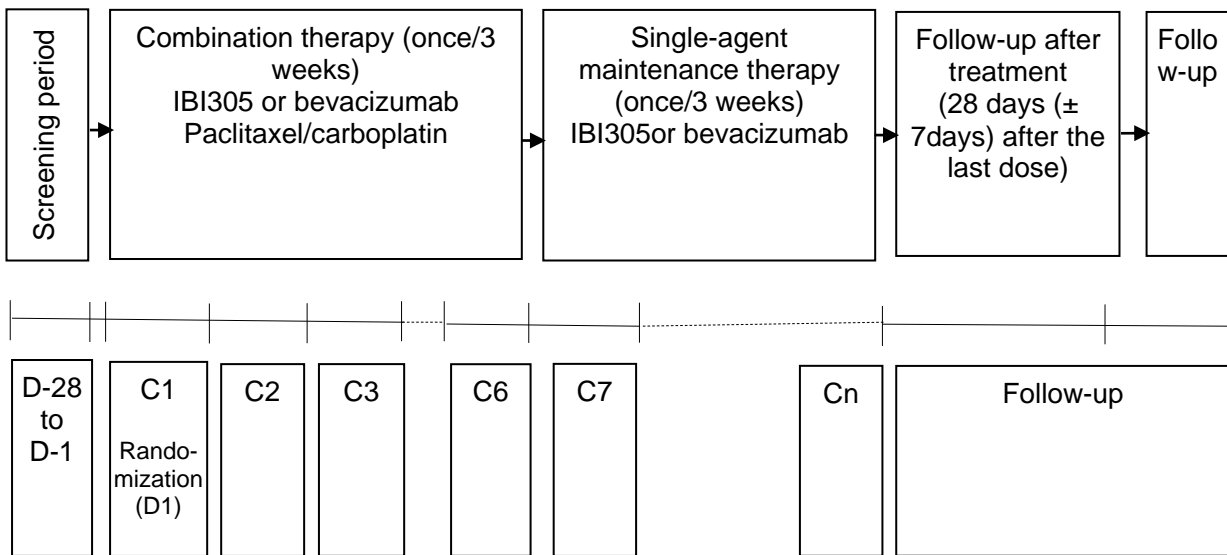 Screening period
Combination therapy (once/3
weeks)
IBI305 or bevacizumab
Paclitaxel/carboplatin
Single-agent
maintenance therapy
(once/3 weeks)
IBI305or bevacizumab
Follow-up after
treatment
(28 days (±
7days) after the
last dose)
Follo
w-up
D-28
to
D-1
C1
Rando-
mization
(D1)
C2
C3
C6
C7
Cn
Follow-up